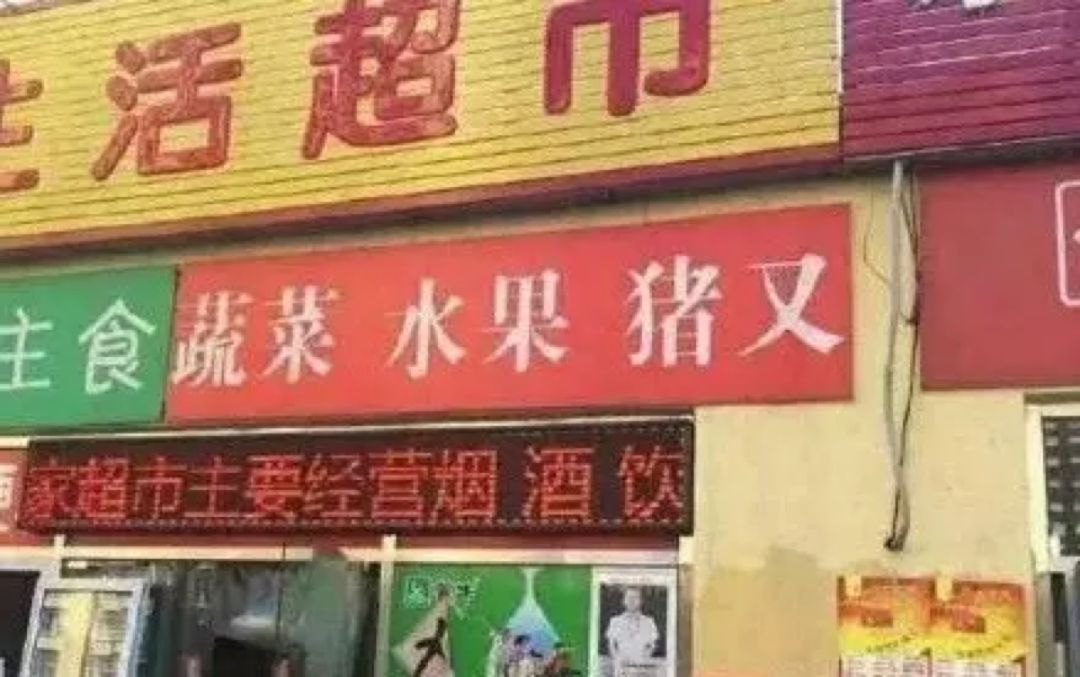 生活超市
主食
蔬菜 水果 猪又
家超市主要经营烟 酒 饮